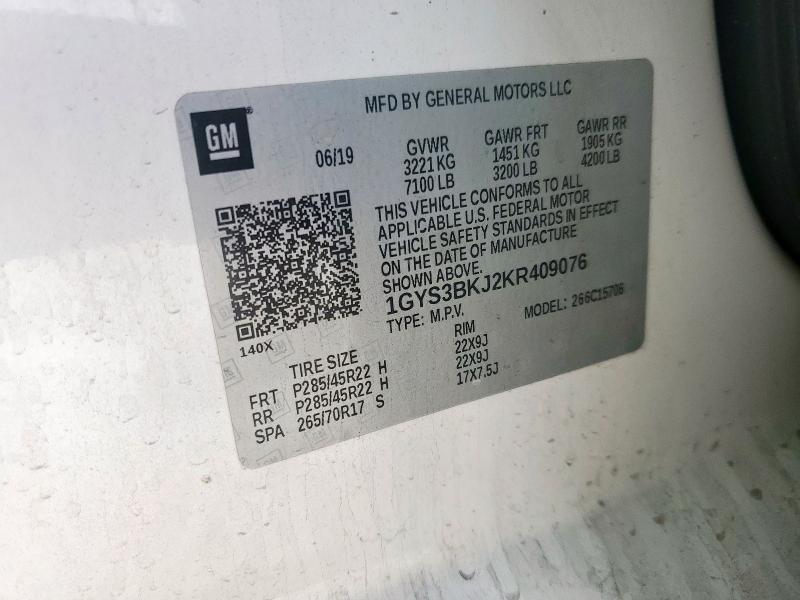 MFD BY GENERAL MOTORS LLC
GM
®
06/19
GVWR GAWR FRT GAWR RR
3221 KG 1451 KG 1905 KG
7100 LB 3200 LB 4200 LB
THIS VEHICLE CONFORMS TO ALL
APPLICABLE U.S. FEDERAL MOTOR
VEHICLE SAFETY STANDARDS IN EFFECT
ON THE DATE OF MANUFACTURE
SHOWN ABOVE.
1GYS3BKJ2KR409076
TYPE: M.P.V. MODEL: 266C15706
140X
TIRE SIZE RIM
FRT P285/45R22 H 22X9J
RR P285/45R22 H 22X9J
SPA 265/70R17 S 17X7.5J